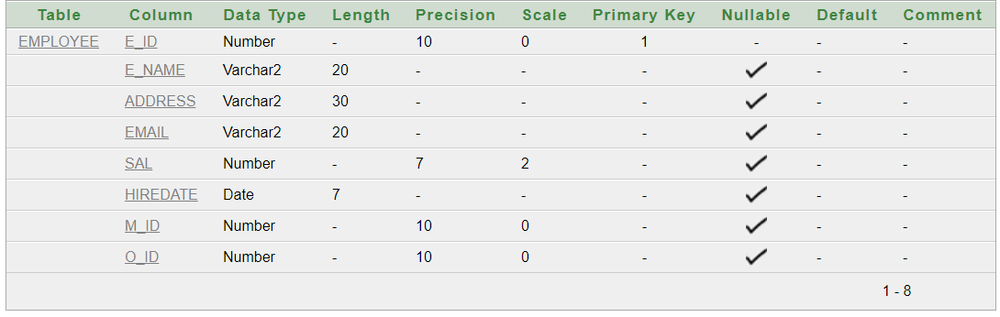 Table Column Data Type Length Precision Scale Primary Key Nullable Default Comment
EMPLOYEE E_ID Number - 10 0 1 - - -
E_NAME Varchar2 20 - - - - -
ADDRESS Varchar2 30 - - - - -
EMAIL Varchar2 20 - - - - -
SAL Number - 7 2 - - -
HIREDATE Date 7 - - - - -
M_ID Number - 10 0 - - -
O_ID Number - 10 0 - - -
1 - 8